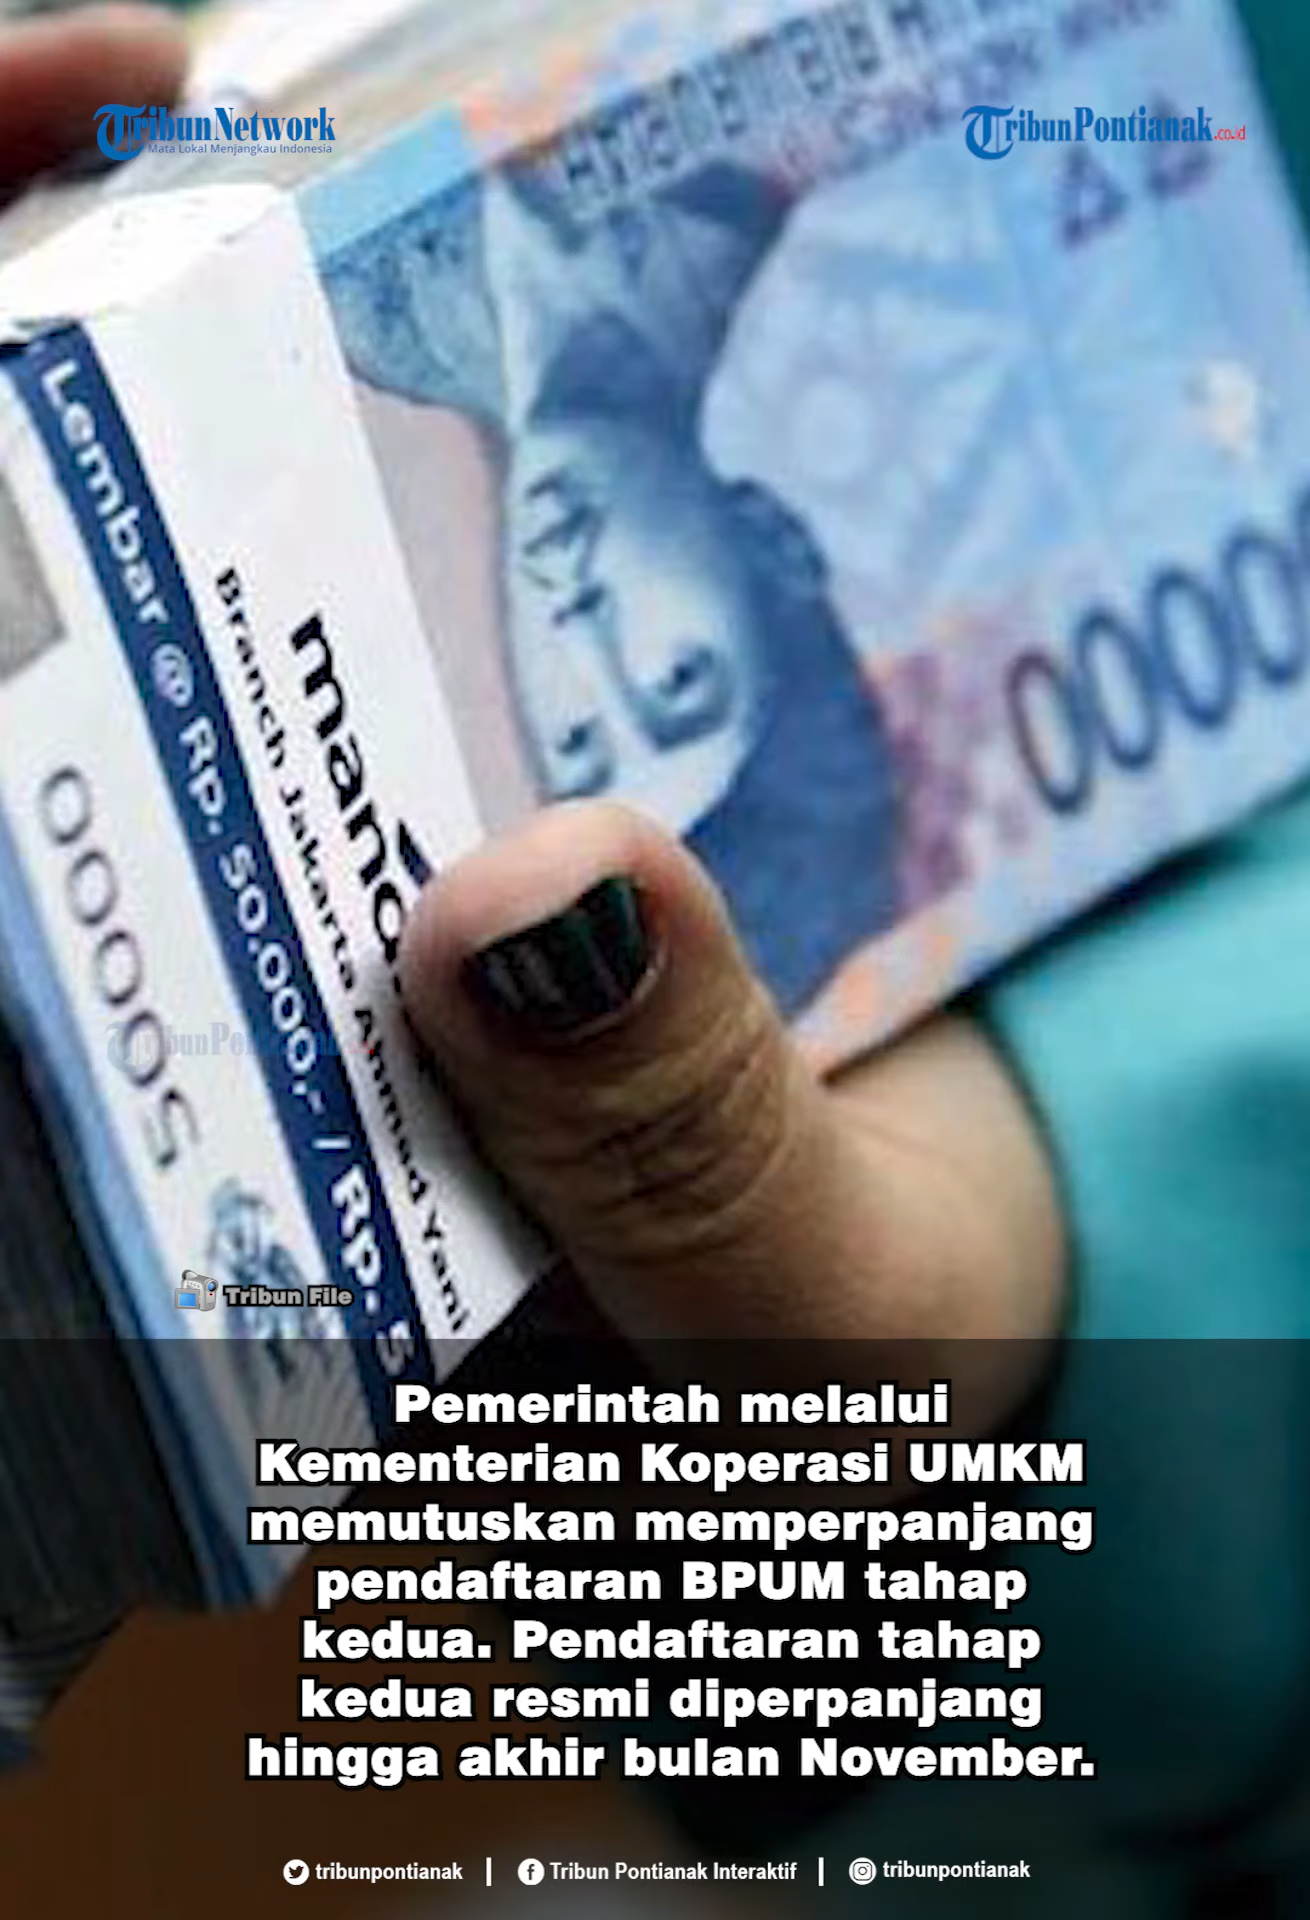 TribunNetwork
Mata Lokal Menjangkau Indonesia
TribunPontianak.co.id
Lembar @ Rp. 50.000,- / Rp. 5
Branch Jakarta Ahmad Yani
0000
50000
Tribun File
Pemerintah melalui
Kementerian Koperasi UMKM
memutuskan memperpanjang
pendaftaran BPUM tahap
kedua. Pendaftaran tahap
kedua resmi diperpanjang
hingga akhir bulan November.
tribunpontianak | Tribun Pontianak Interaktif | tribunpontianak